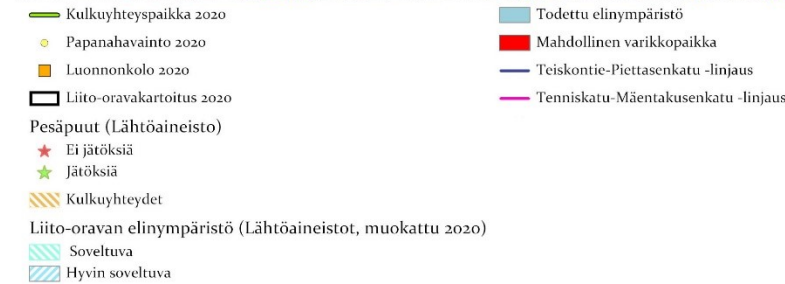 Kulkuyhteyspaikka 2020
Papanahavainto 2020
Luonnonkolo 2020
Liito-oravakartoitus 2020
Pesäpuut (Lähtöaineisto)
Ei jätöksiä
Jätöksiä
Kulkuyhteydet
Liito-oravan elinympäristö (Lähtöaineistot, muokattu 2020)
Soveltuva
Hyvin soveltuva
Todettu elinympäristö
Mahdollinen varikkopaikka
Teiskontie-Piettasenkatu -linjaus
Tenniskatu-Mäentakusenkatu -linjaus